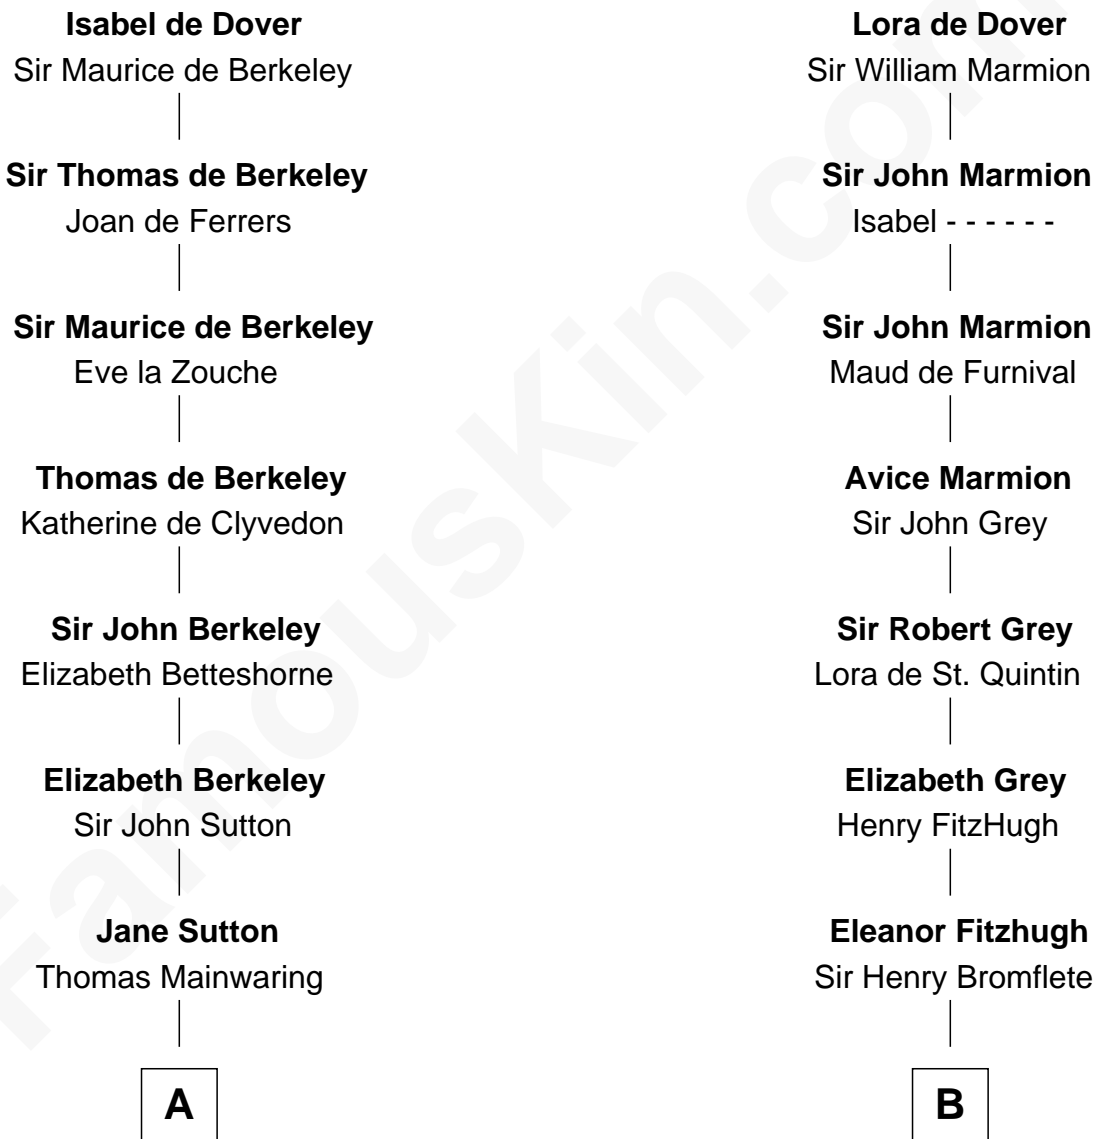 Isabel de Dover
Sir Maurice de Berkeley
Sir Thomas de Berkeley
Joan de Ferrers
Sir Maurice de Berkeley
Eve la Zouche
Thomas de Berkeley
Katherine de Clyvedon
Sir John Berkeley
Elizabeth Betteshorne
Elizabeth Berkeley
Sir John Sutton
Jane Sutton
Thomas Mainwaring
A
Lora de Dover
Sir William Marmion
Sir John Marmion
Isabel - - - - - -
Sir John Marmion
Maud de Furnival
Avice Marmion
Sir John Grey
Sir Robert Grey
Lora de St. Quintin
Elizabeth Grey
Henry FitzHugh
Eleanor Fitzhugh
Sir Henry Bromflete
B
FamousKin.com